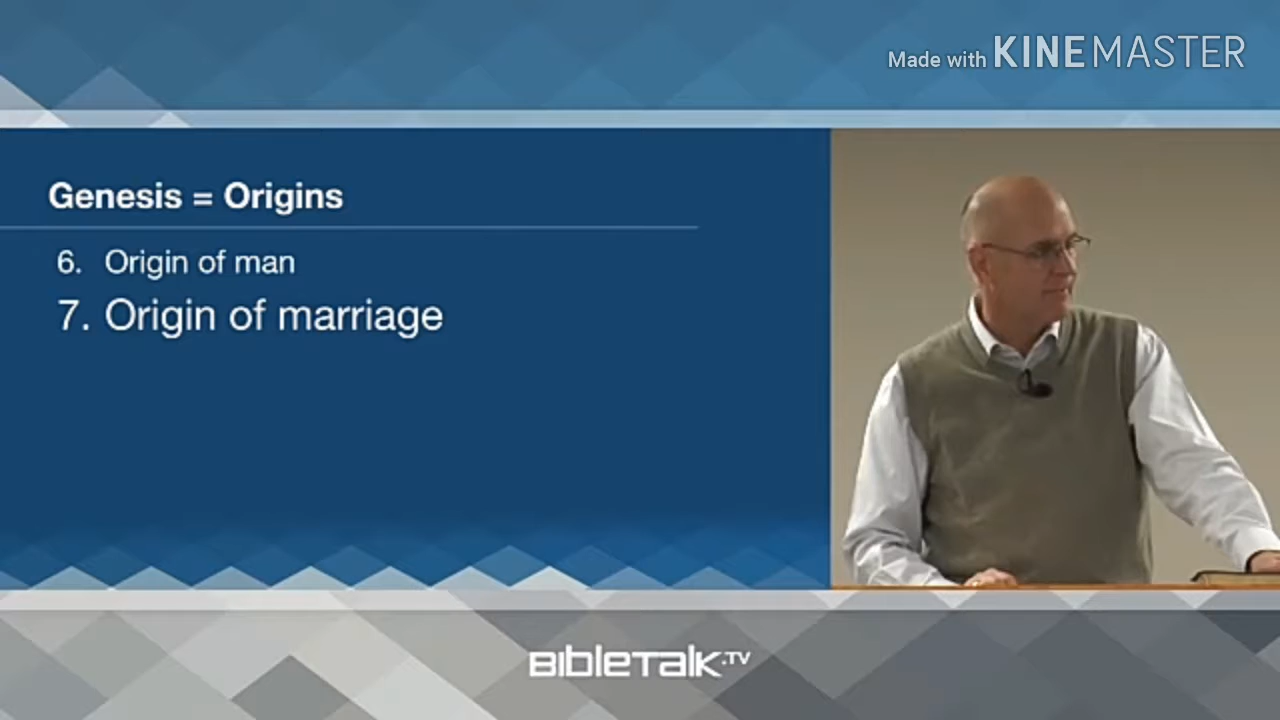 Made with KINEMASTER
Genesis = Origins
6. Origin of man
7. Origin of marriage
BibleTalk.TV